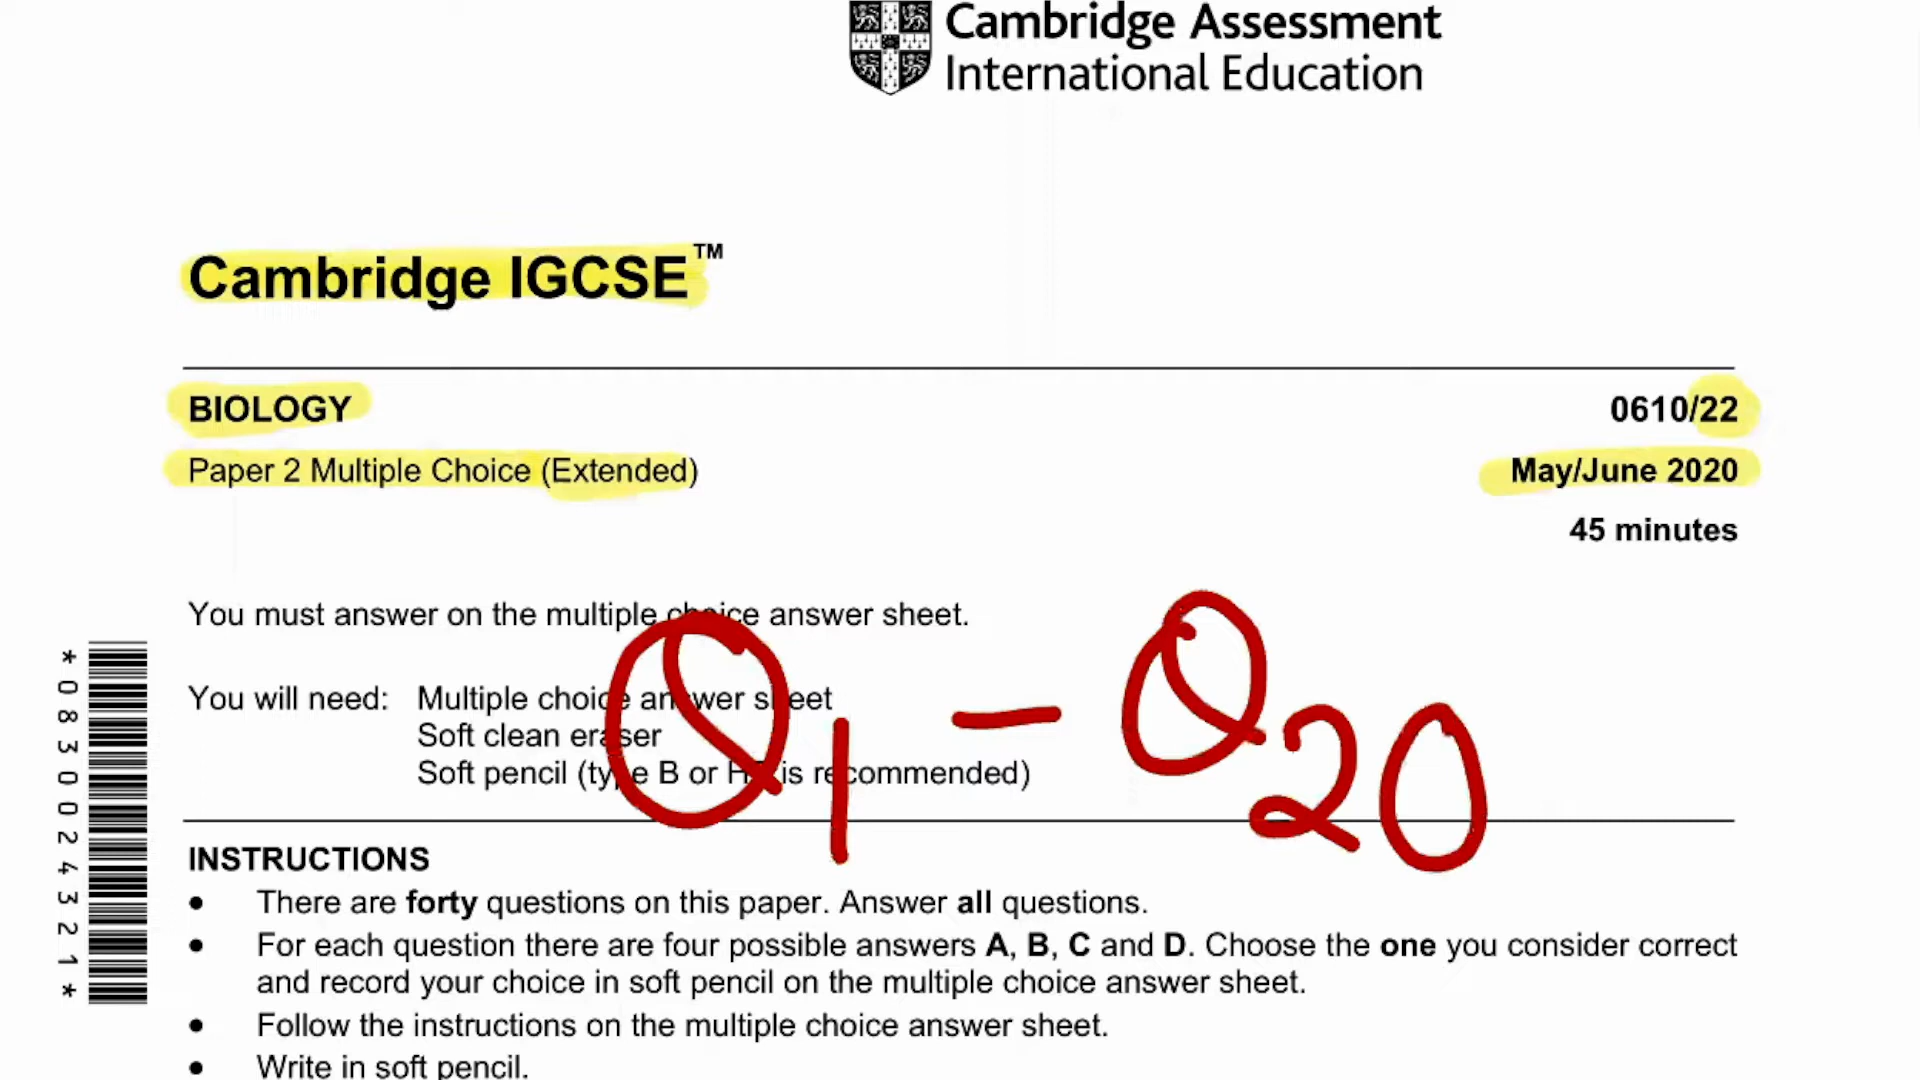 Cambridge Assessment
International Education
Cambridge IGCSE™
BIOLOGY 0610/22
Paper 2 Multiple Choice (Extended) May/June 2020
45 minutes
You must answer on the multiple choice answer sheet.
You will need: Multiple choice answer sheet
Soft clean eraser
Soft pencil (type B or HB is recommended)
Q1 – Q20
*0830024321*
INSTRUCTIONS
• There are forty questions on this paper. Answer all questions.
• For each question there are four possible answers A, B, C and D. Choose the one you consider correct
and record your choice in soft pencil on the multiple choice answer sheet.
• Follow the instructions on the multiple choice answer sheet.
• Write in soft pencil.